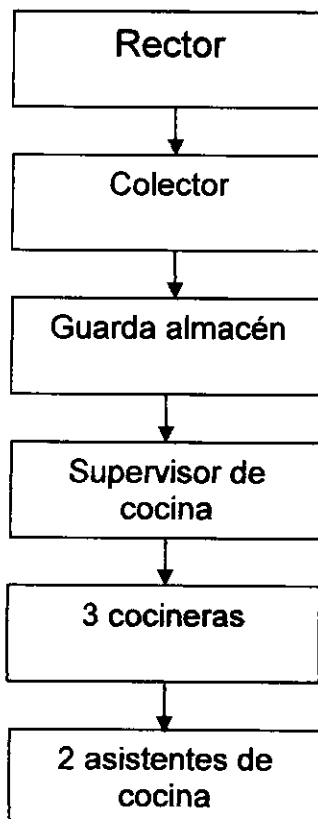 Rector
Colector
Guarda almacén
Supervisor de
cocina
3 cocineras
2 asistentes de
cocina